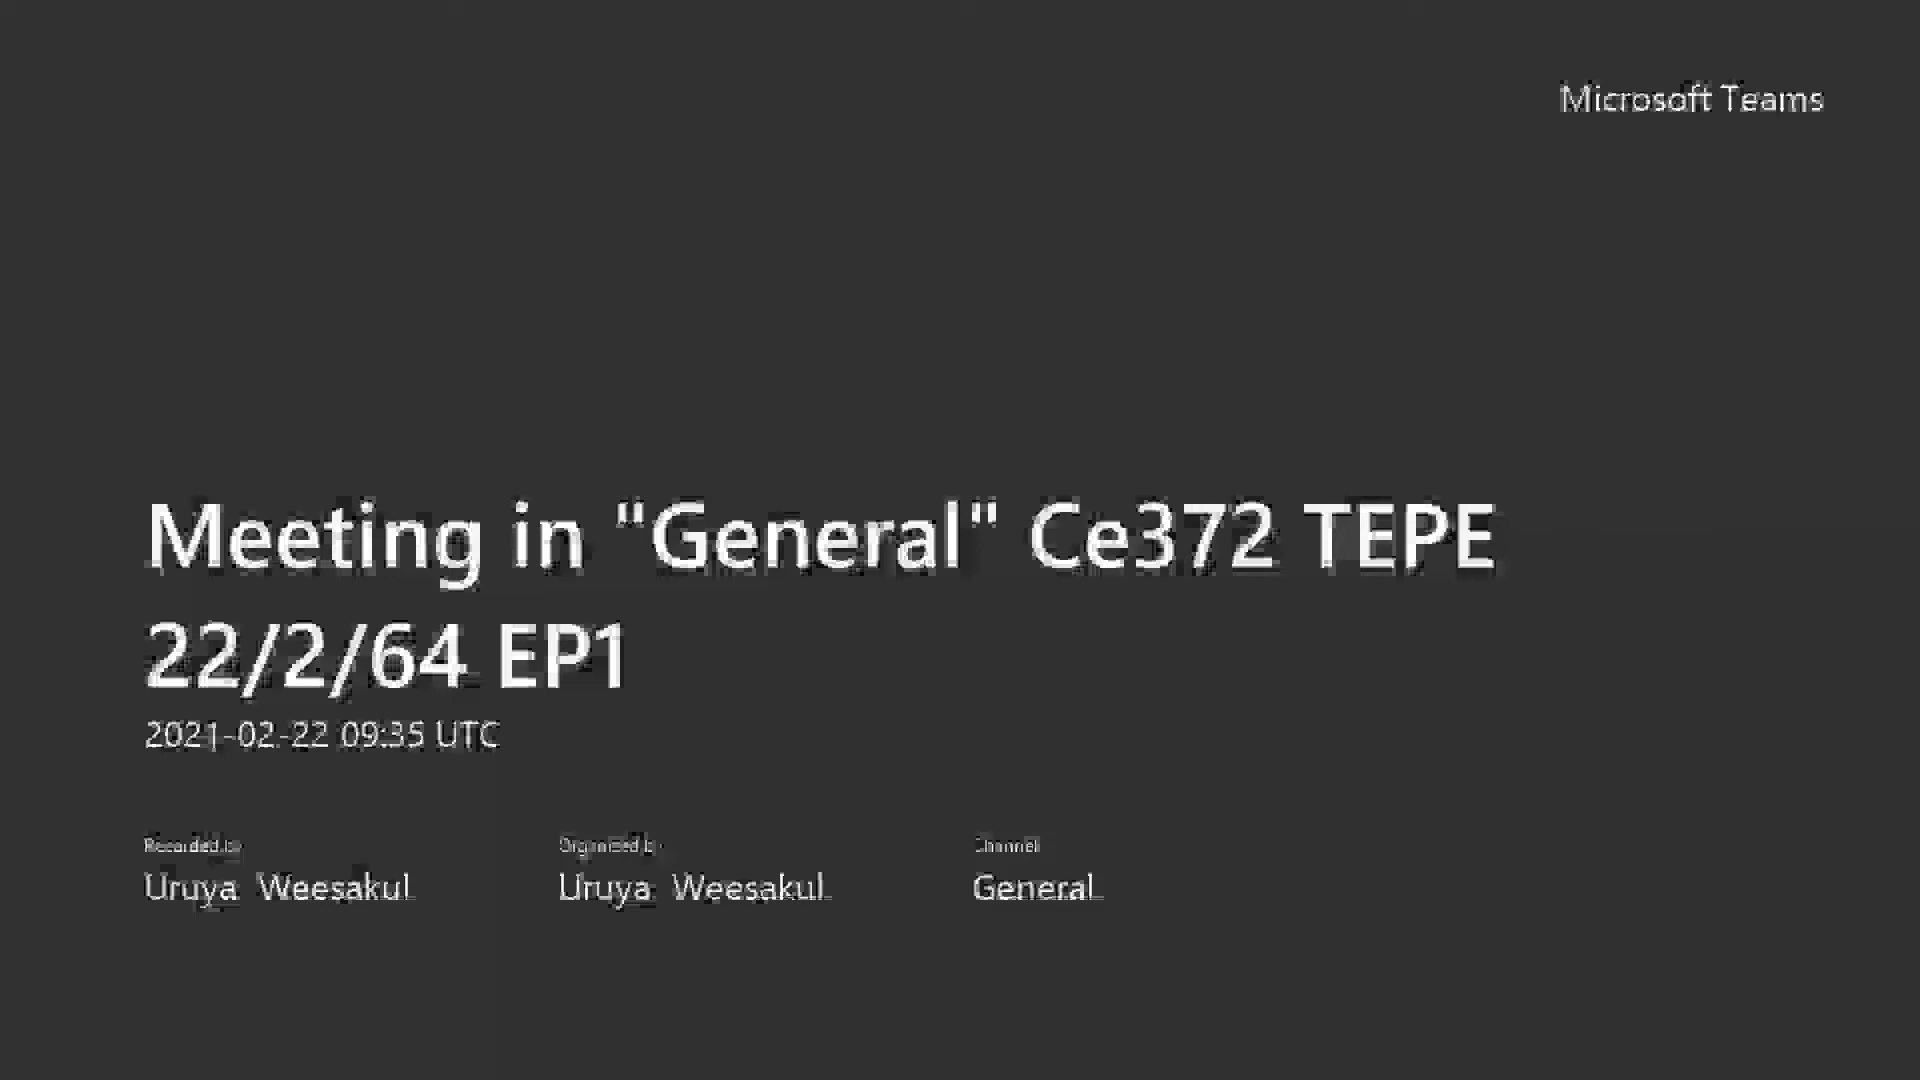 Microsoft Teams
Meeting in "General" Ce372 TEPE
22/2/64 EP1
2021-02-22 09:35 UTC
Recorded by
Organized by
Channel
Uruya Weesakul
Uruya Weesakul
General